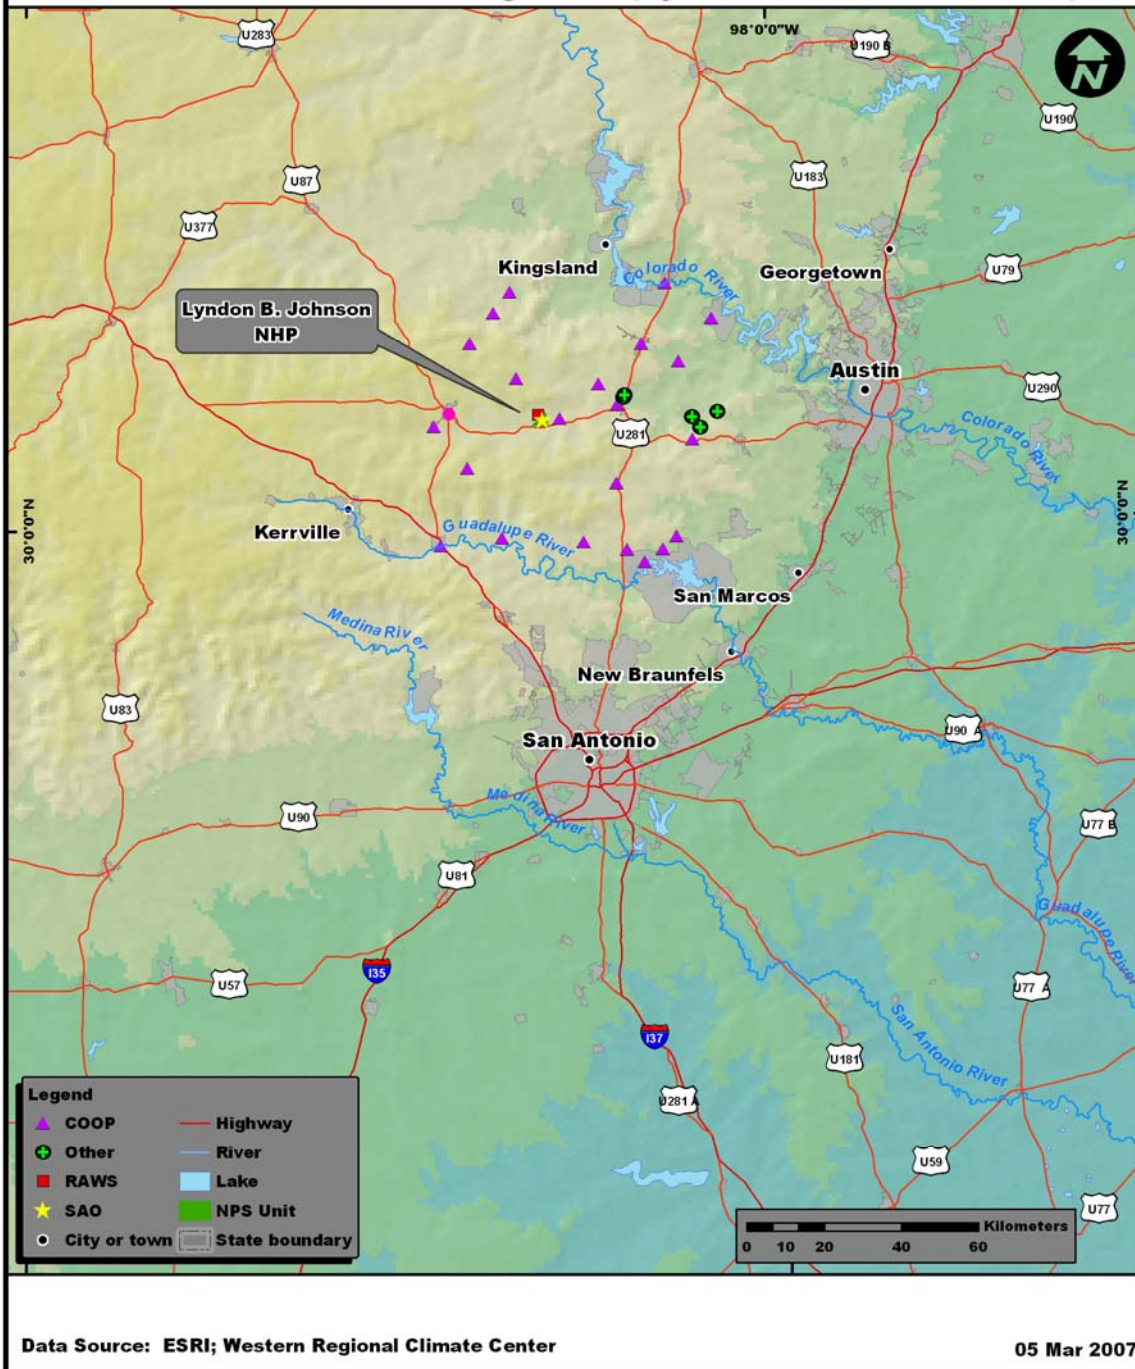 98°0'0"W
U283
U190 B
N
U190
U87
U183
U377
Kingsland
Colorado River
Georgetown
U79
Lyndon B. Johnson
NHP
Austin
U290
U281
Colorado River
30°0'0"N
Kerrville
Guadalupe River
30°0'0"N
San Marcos
Medina River
New Braunfels
U83
San Antonio
U90 A
Medina River
U90
U77 B
U81
Guadalupe River
I35
U57
U77 A
San Antonio River
I37
U181
U281 A
U59
U77
Legend
COOP
Highway
Other
River
RAWS
Lake
SAO
NPS Unit
City or town
State boundary
Kilometers
0 10 20 40 60
Data Source: ESRI; Western Regional Climate Center
05 Mar 2007